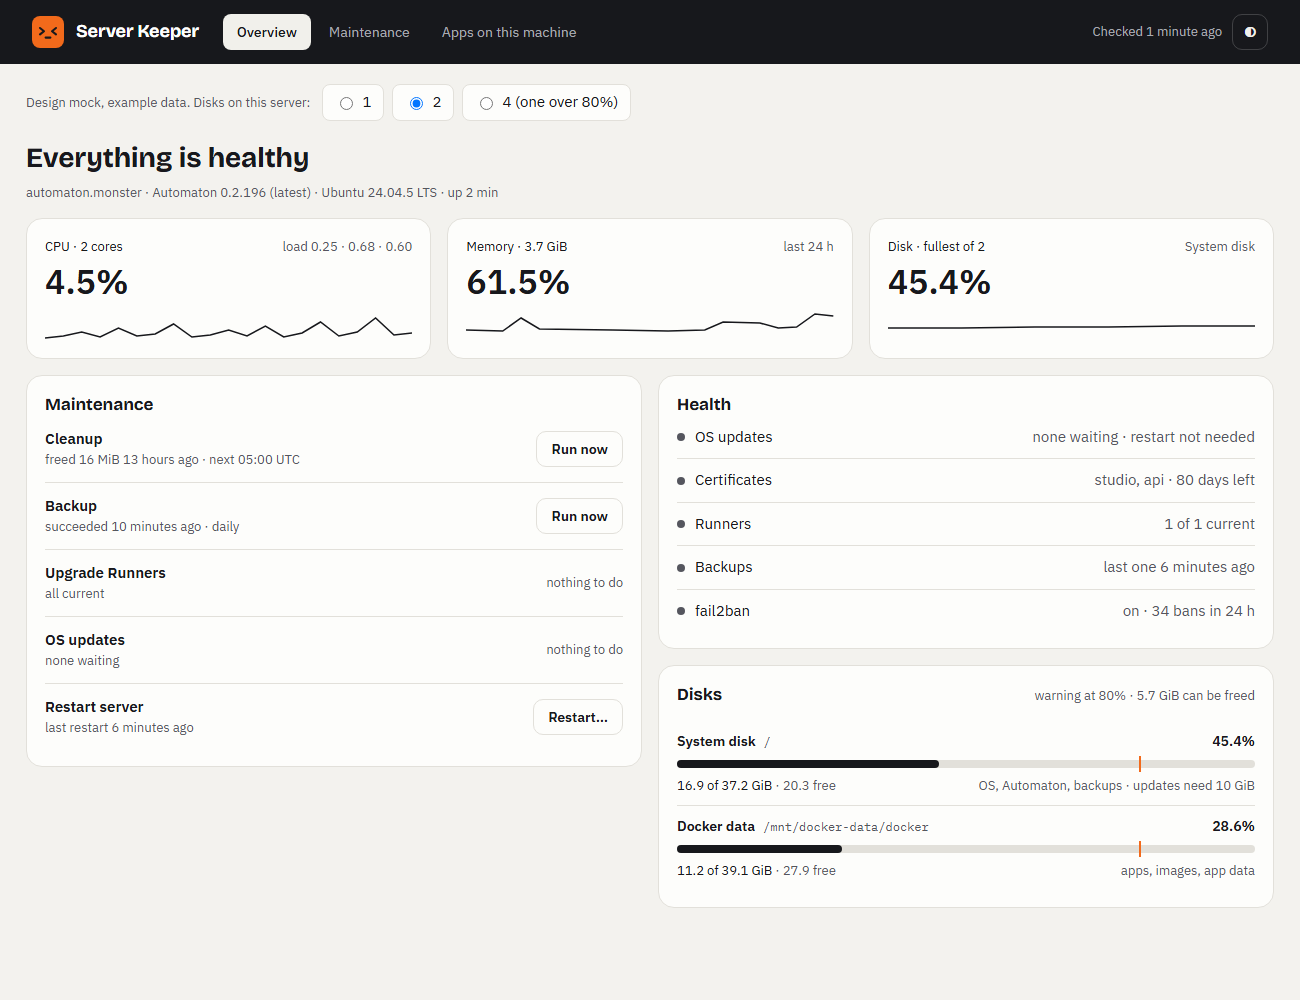 Server Keeper
Overview
Maintenance
Apps on this machine
Checked 1 minute ago
Design mock, example data. Disks on this server:
1
2
4 (one over 80%)
Everything is healthy
automaton.monster · Automaton 0.2.196 (latest) · Ubuntu 24.04.5 LTS · up 2 min
CPU · 2 cores
load 0.25 · 0.68 · 0.60
4.5%
Memory · 3.7 GiB
last 24 h
61.5%
Disk · fullest of 2
System disk
45.4%
Maintenance
Cleanup
freed 16 MiB 13 hours ago · next 05:00 UTC
Run now
Backup
succeeded 10 minutes ago · daily
Run now
Upgrade Runners
all current
nothing to do
OS updates
none waiting
nothing to do
Restart server
last restart 6 minutes ago
Restart...
Health
OS updates
none waiting · restart not needed
Certificates
studio, api · 80 days left
Runners
1 of 1 current
Backups
last one 6 minutes ago
fail2ban
on · 34 bans in 24 h
Disks
warning at 80% · 5.7 GiB can be freed
System disk /
45.4%
16.9 of 37.2 GiB · 20.3 free
OS, Automaton, backups · updates need 10 GiB
Docker data /mnt/docker-data/docker
28.6%
11.2 of 39.1 GiB · 27.9 free
apps, images, app data